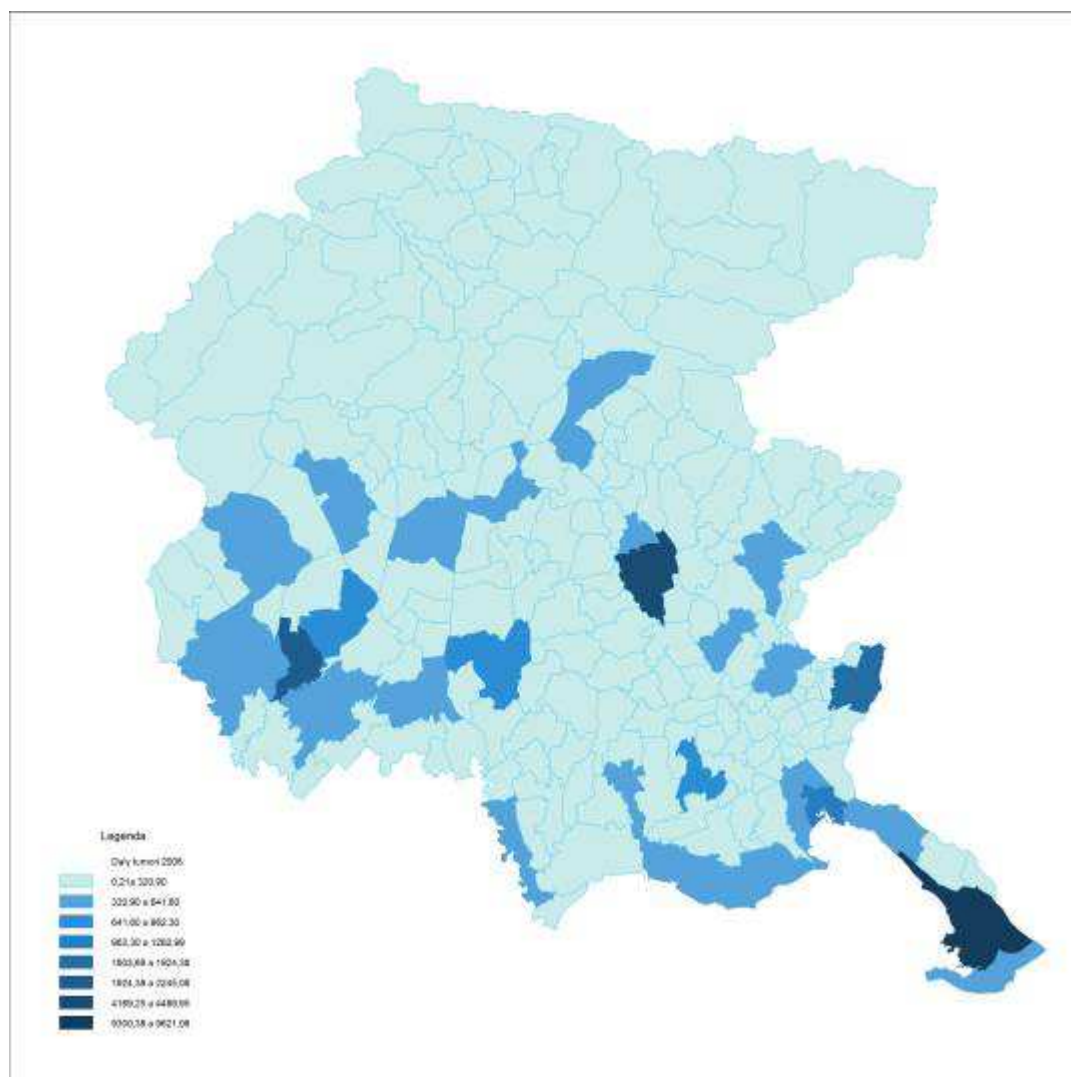 Legenda
Daly tumori 2006
0,21 a 320,90
320,90 a 641,60
641,60 a 962,30
962,30 a 1282,99
1603,69 a 1924,38
1924,38 a 2245,08
4169,25 a 4489,95
9300,38 a 9621,08